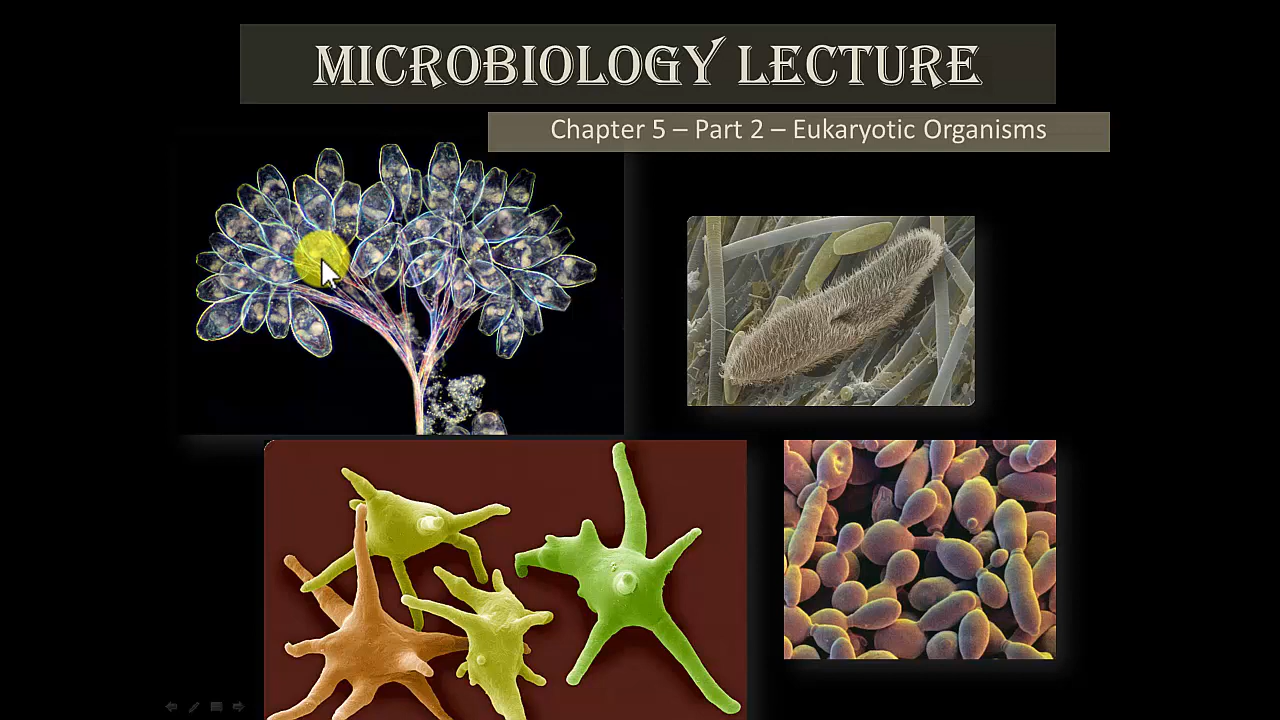 MICROBIOLOGY LECTURE
Chapter 5 – Part 2 – Eukaryotic Organisms